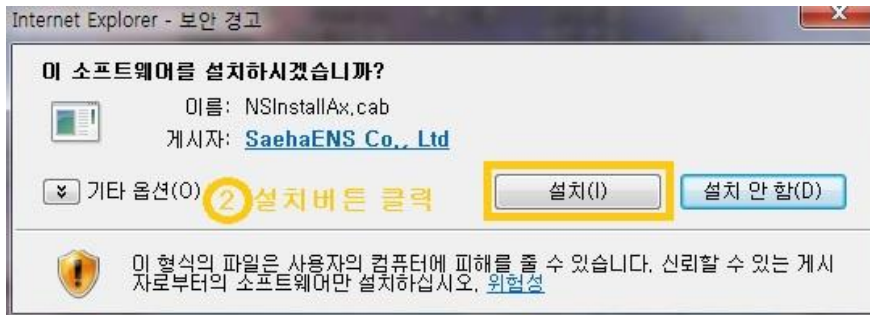 Internet Explorer - 보안 경고
이 소프트웨어를 설치하시겠습니까?
이름: NSInstallAx.cab
게시자: SaehaENS Co., Ltd
기타 옵션(O)
② 설치버튼 클릭
설치(I)
설치 안 함(D)
이 형식의 파일은 사용자의 컴퓨터에 피해를 줄 수 있습니다. 신뢰할 수 있는 게시
자로부터의 소프트웨어만 설치하십시오. 위험성